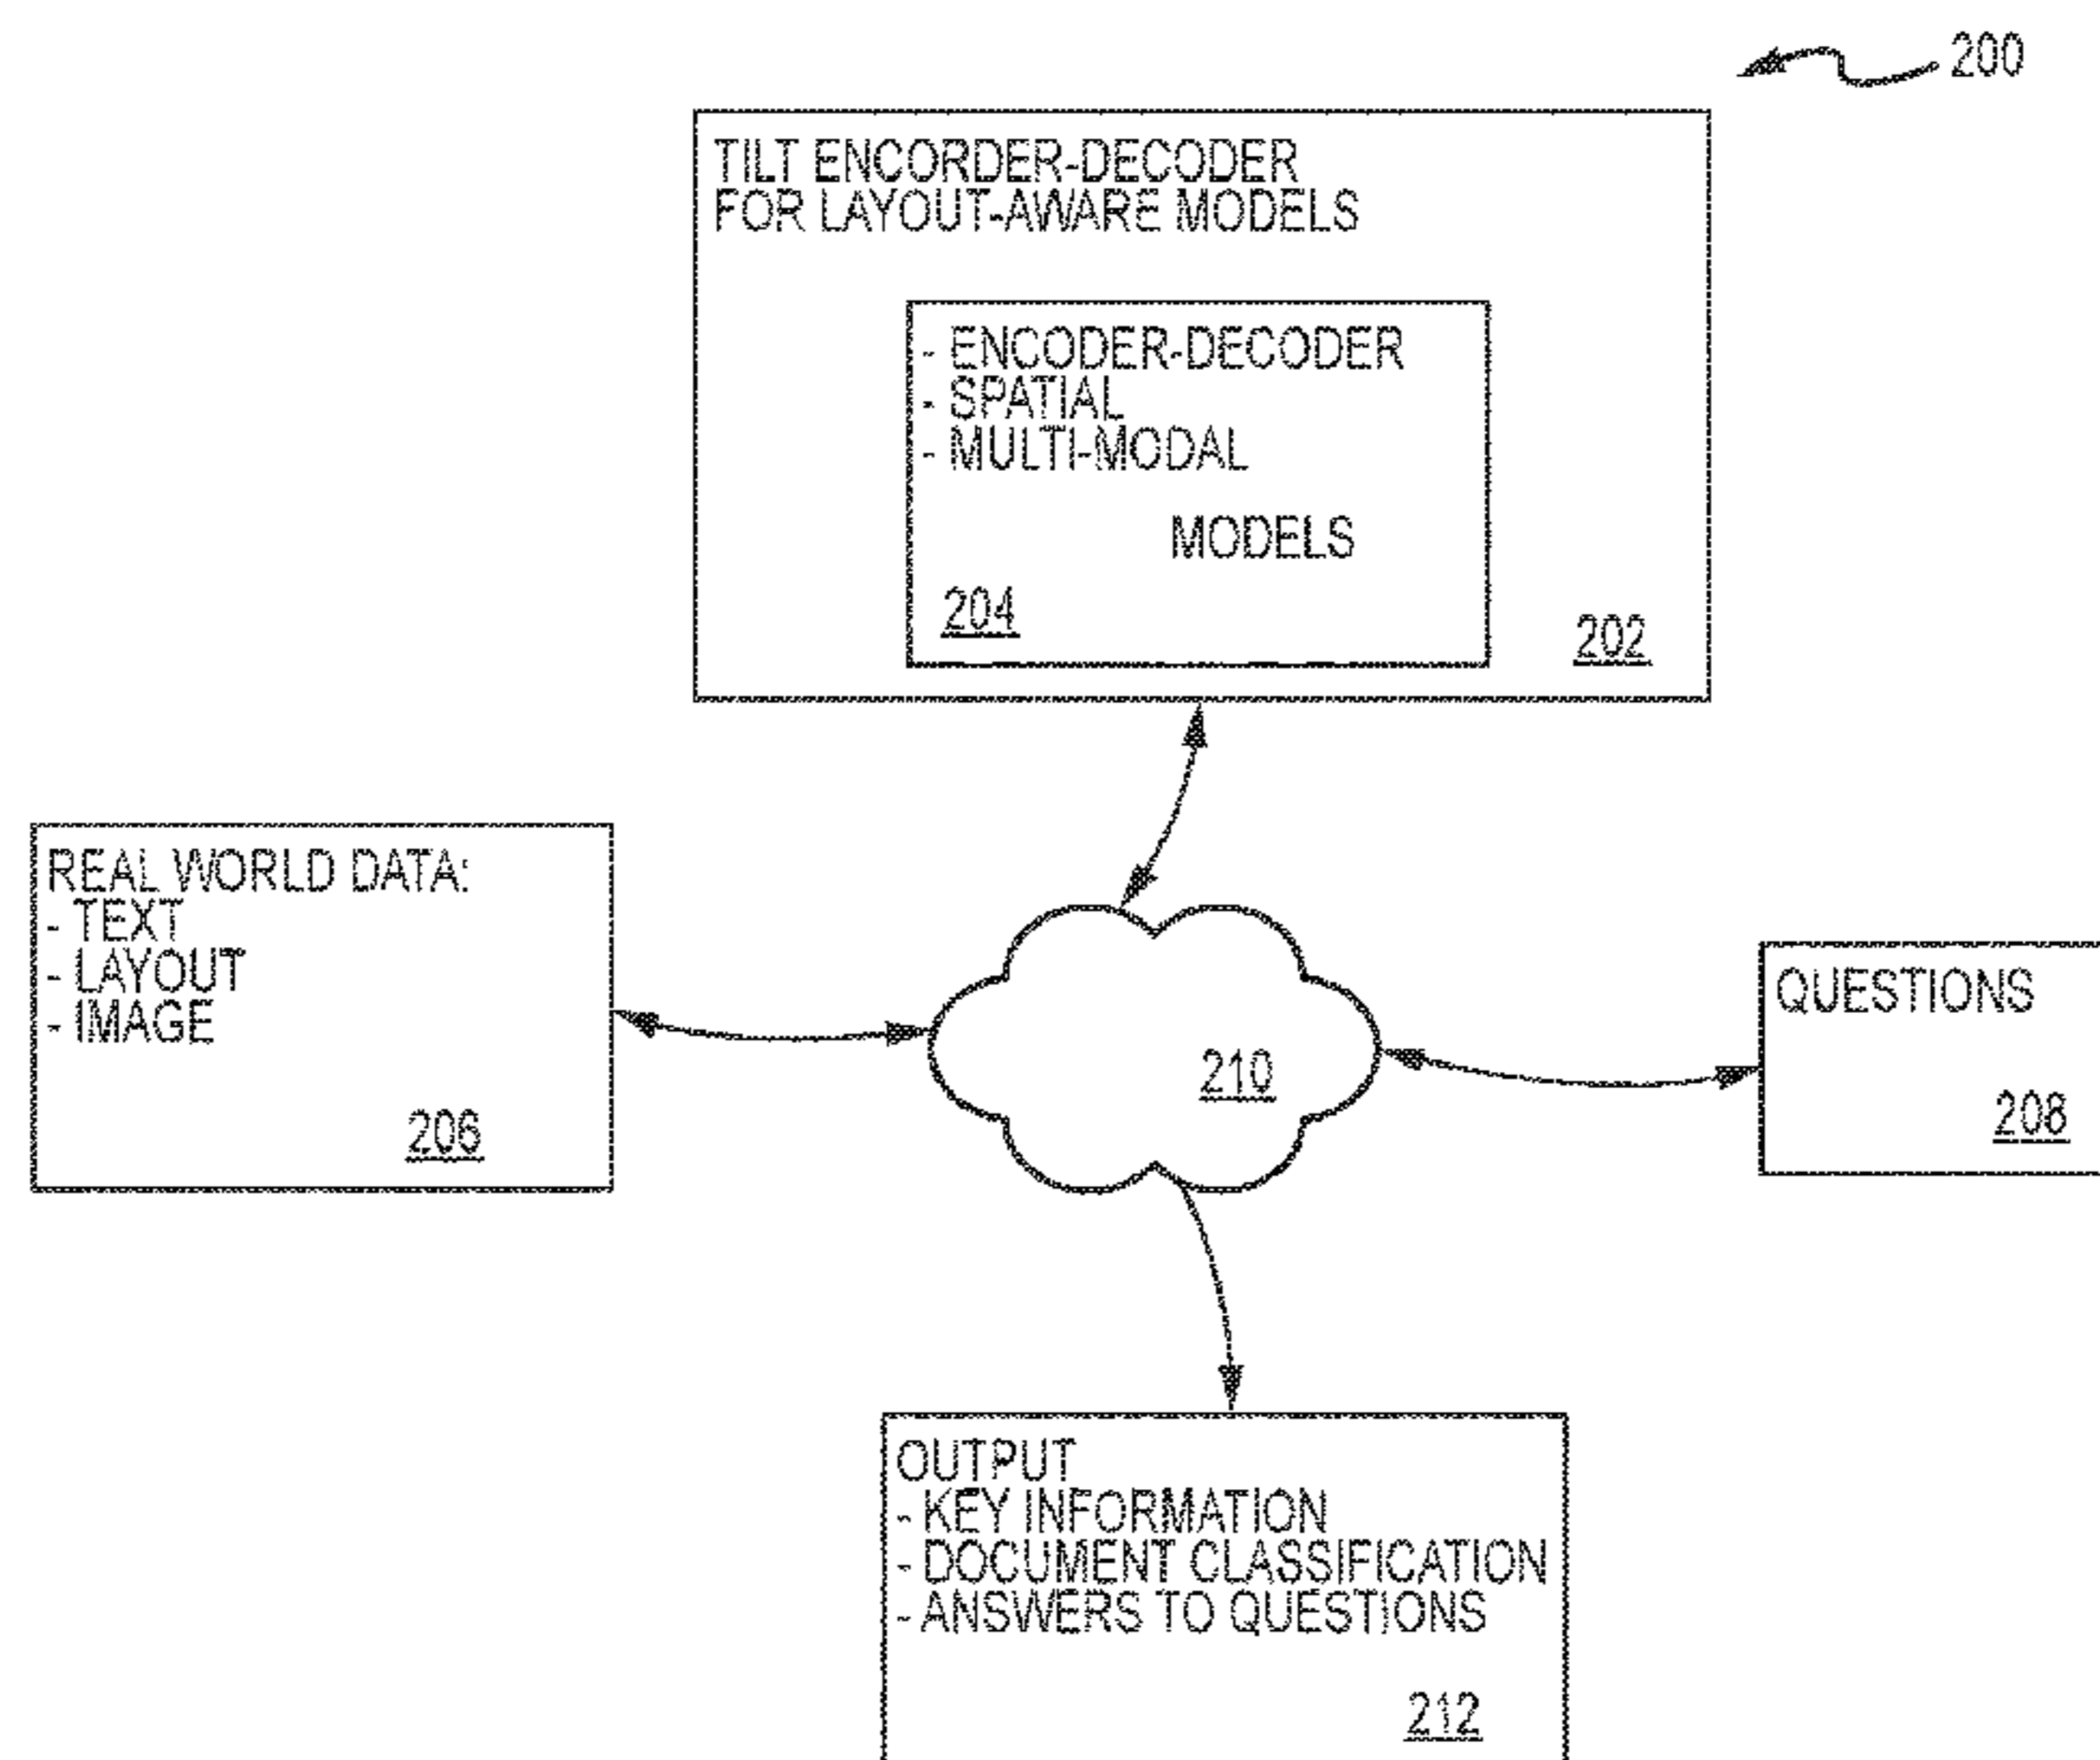 200
TILT ENCORDER-DECODER
FOR LAYOUT-AWARE MODELS
- ENCODER-DECODER
- SPATIAL
- MULTI-MODAL
MODELS
204
202
REAL WORLD DATA:
- TEXT
- LAYOUT
- IMAGE
206
210
QUESTIONS
208
OUTPUT
- KEY INFORMATION
- DOCUMENT CLASSIFICATION
- ANSWERS TO QUESTIONS
212